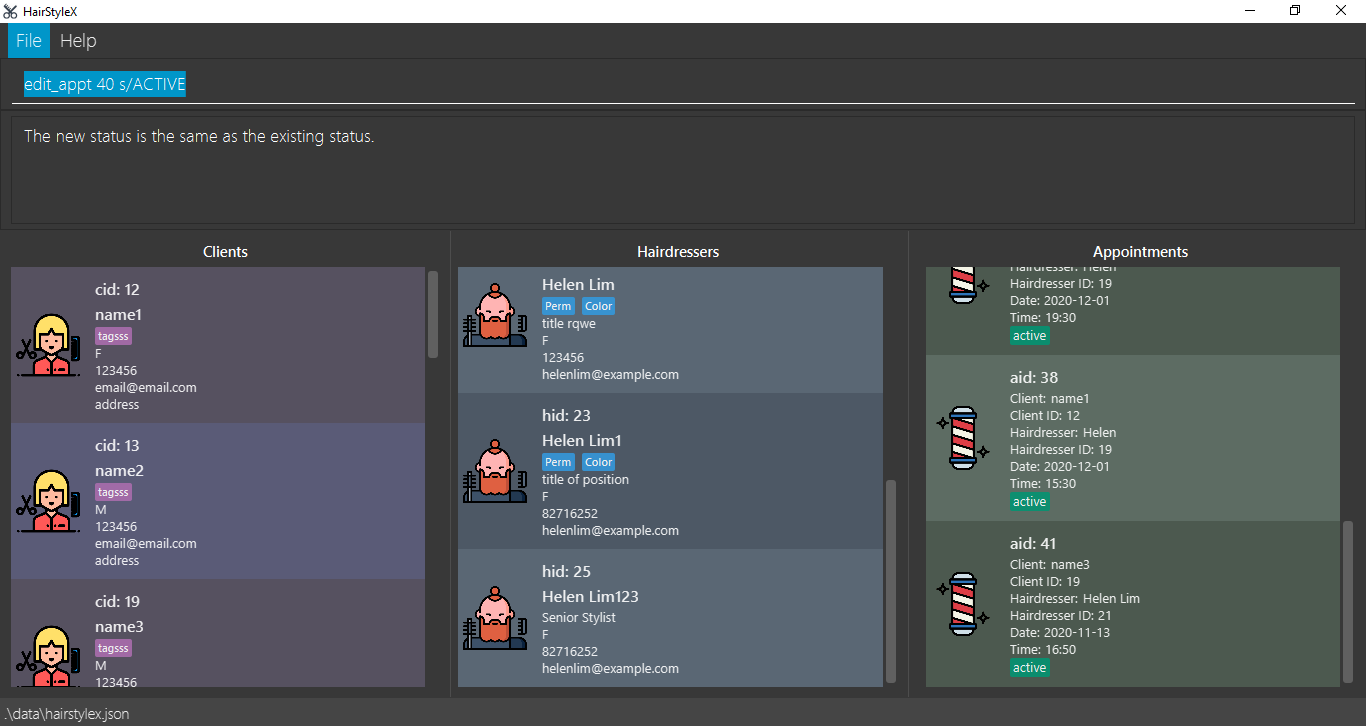 HairStyleX
File Help
edit_appt 40 s/ACTIVE
The new status is the same as the existing status.
Clients
cid: 12
name1
tagsss
F
123456
email@email.com
address
cid: 13
name2
tagsss
M
123456
email@email.com
address
cid: 19
name3
tagsss
M
123456
Hairdressers
Helen Lim
Perm Color
title rqwe
F
123456
helenlim@example.com
hid: 23
Helen Lim1
Perm Color
title of position
F
82716252
helenlim@example.com
hid: 25
Helen Lim123
Senior Stylist
F
82716252
helenlim@example.com
Appointments
Hairdresser: Helen
Hairdresser ID: 19
Date: 2020-12-01
Time: 19:30
active
aid: 38
Client: name1
Client ID: 12
Hairdresser: Helen
Hairdresser ID: 19
Date: 2020-12-01
Time: 15:30
active
aid: 41
Client: name3
Client ID: 19
Hairdresser: Helen Lim
Hairdresser ID: 21
Date: 2020-11-13
Time: 16:50
active
.\data\hairstylex.json